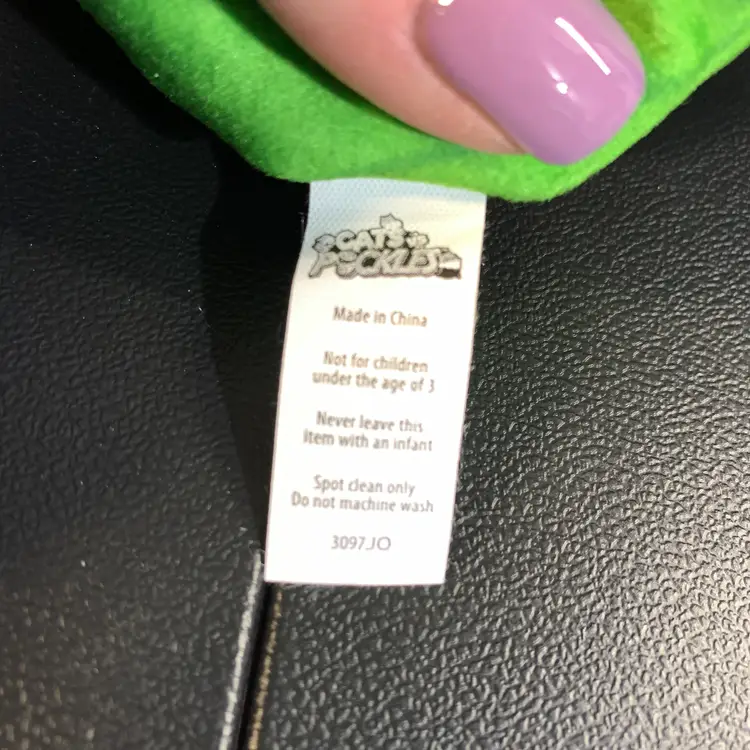 CATS vs
PICKLES
Made in China
Not for children
under the age of 3
Never leave this
item with an infant
Spot clean only
Do not machine wash
3097JO